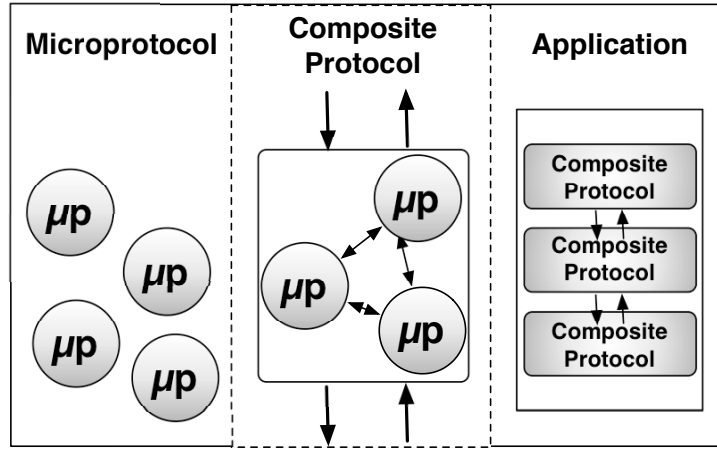 Microprotocol
µp
µp
µp
µp
Composite
Protocol
µp
µp
µp
Application
Composite
Protocol
Composite
Protocol
Composite
Protocol